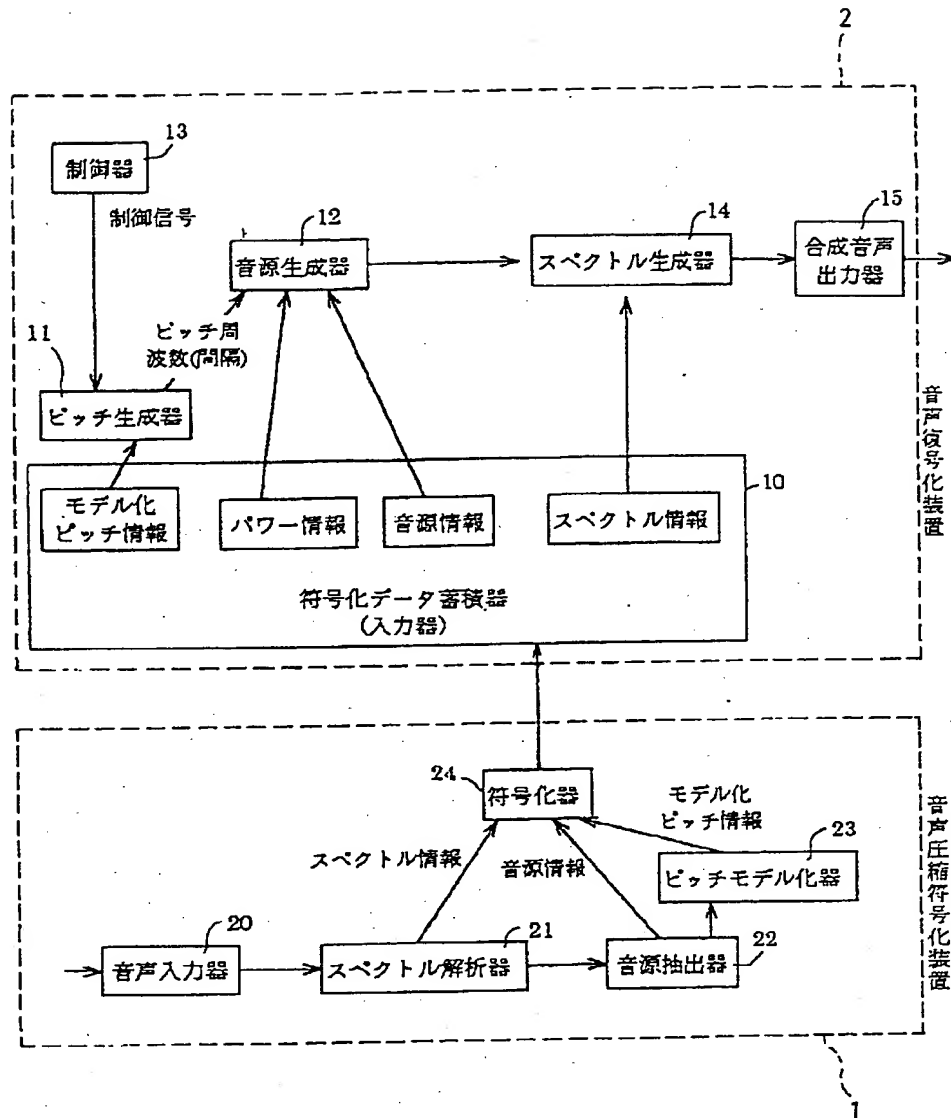 2
13
制御器
制御信号
12
音源生成器
14
スペクトル生成器
15
合成音声
出力器
ピッチ周
波数(間隔)
11
ピッチ生成器
音声復号化装置
10
モデル化
ピッチ情報
パワー情報
音源情報
スペクトル情報
符号化データ蓄積器
(入力器)
24
符号化器
モデル化
ピッチ情報
スペクトル情報
音源情報
23
ピッチモデル化器
音声圧縮符号化装置
20
音声入力器
21
スペクトル解析器
22
音源抽出器
1